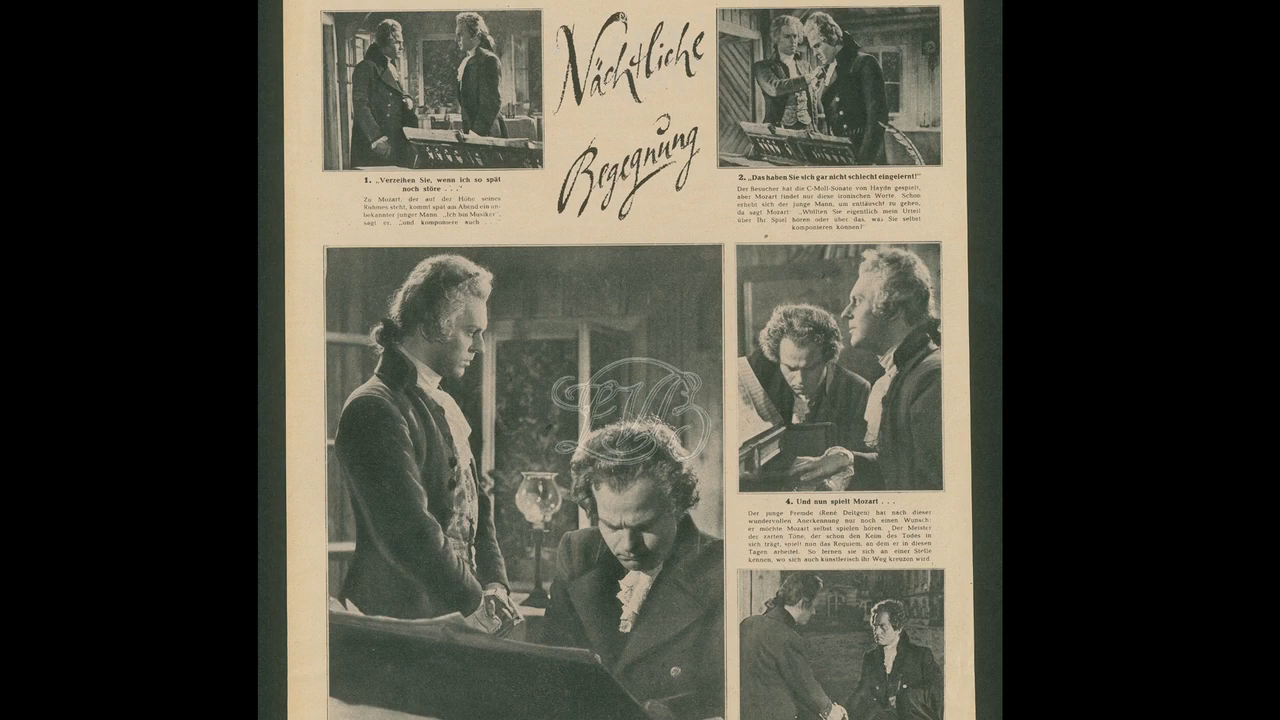 Nächtliche
Begegnung
1. „Verzeihen Sie, wenn ich so spät
noch störe . . .“
Zu Mozart, der auf der Höhe seines
Ruhmes steht, kommt spät am Abend ein un-
bekannter junger Mann. „Ich bin Musiker“,
sagt er, „und komponiere auch . . .
2. „Das haben Sie sich gar nicht schlecht eingelernt!“
Der Besucher hat die C-Moll-Sonate von Haydn gespielt,
aber Mozart findet nur diese ironischen Worte. Schon
erhebt sich der junge Mann, um enttäuscht zu gehen,
da sagt Mozart: „Wollten Sie eigentlich mein Urteil
über Ihr Spiel hören oder über das, was Sie selbst
komponieren können?“
4. Und nun spielt Mozart . . .
Der junge Fremde (René Deltgen) hat nach dieser
wundervollen Anerkennung nur noch einen Wunsch:
er möchte Mozart selbst spielen hören. Der Meister
der zarten Töne, der schon den Keim des Todes in
sich trägt, spielt nun das Requiem, an dem er in diesen
Tagen arbeitet. So lernen sie sich an einer Stelle
kennen, wo sich auch künstlerisch ihr Weg kreuzen wird.